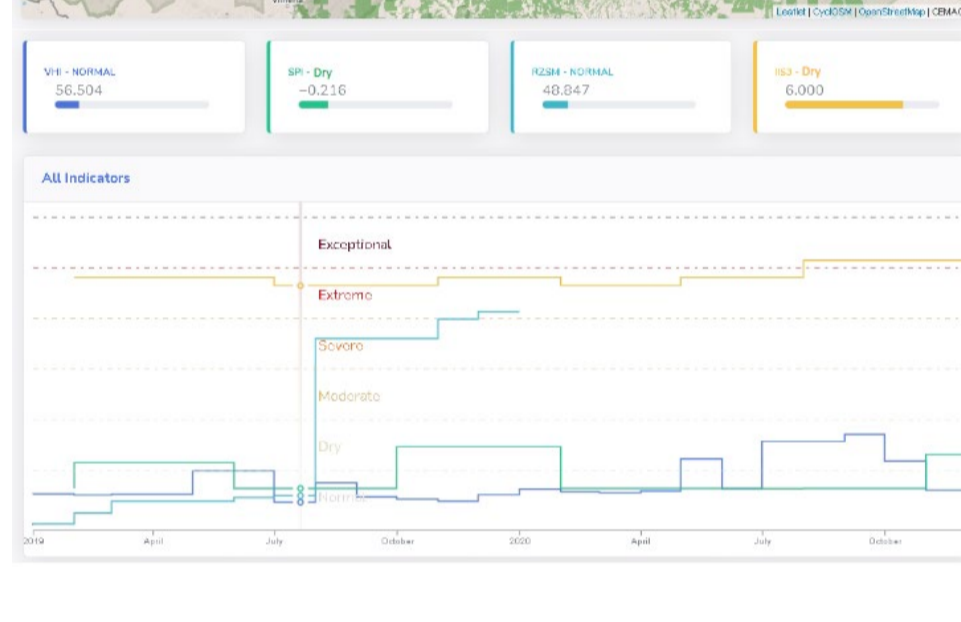 Leaflet | CyclOSM | OpenStreetMap | CEMAC
VHI - NORMAL
56.504
SPI - Dry
−0.216
RZSM - NORMAL
48.847
IIS3 - Dry
6.000
All Indicators
Exceptional
Extreme
Severe
Moderate
Dry
Normal
2019 April July October 2020 April July October